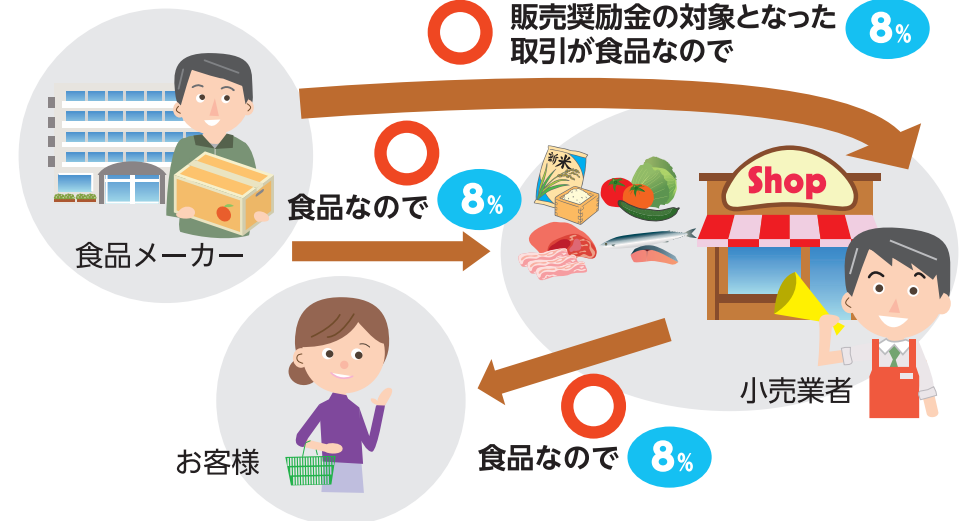 販売奨励金の対象となった
取引が食品なので
8%
食品なので
8%
新米
Shop
食品メーカー
小売業者
お客様
食品なので
8%